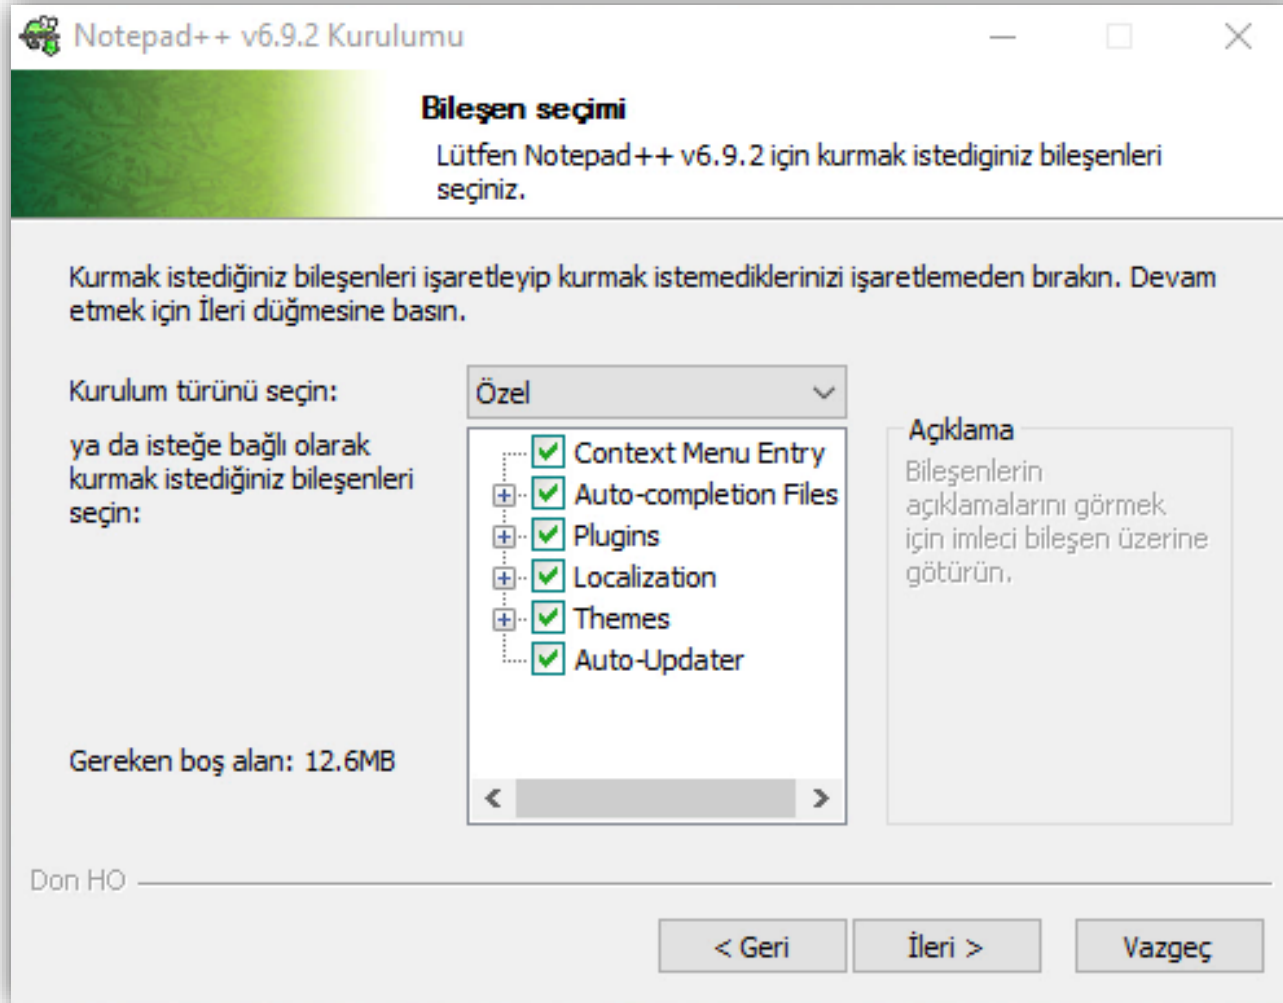 Notepad++ v6.9.2 Kurulumu
Bileşen seçimi
Lütfen Notepad++ v6.9.2 için kurmak istediginiz bileşenleri
seçiniz.
Kurmak istediğiniz bileşenleri işaretleyip kurmak istemediklerinizi işaretlemeden bırakın. Devam
etmek için İleri düğmesine basın.
Kurulum türünü seçin:
Özel
ya da isteğe bağlı olarak
kurmak istediğiniz bileşenleri
seçin:
Context Menu Entry
Auto-completion Files
Plugins
Localization
Themes
Auto-Updater
Açıklama
Bileşenlerin
açıklamalarını görmek
için imleci bileşen üzerine
götürün.
Gereken boş alan: 12.6MB
Don HO
< Geri
İleri >
Vazgeç